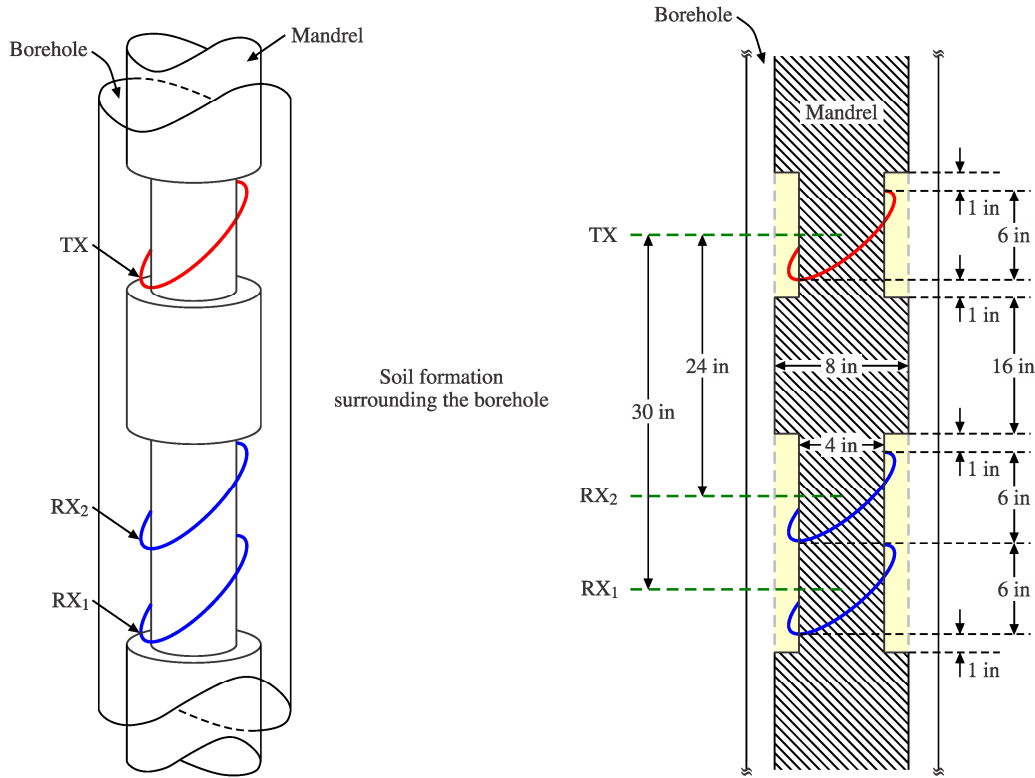 Borehole
Mandrel
TX
RX2
RX1
Soil formation
surrounding the borehole
Borehole
Mandrel
TX
RX2
RX1
30 in
24 in
8 in
4 in
1 in
6 in
1 in
16 in
1 in
6 in
6 in
1 in